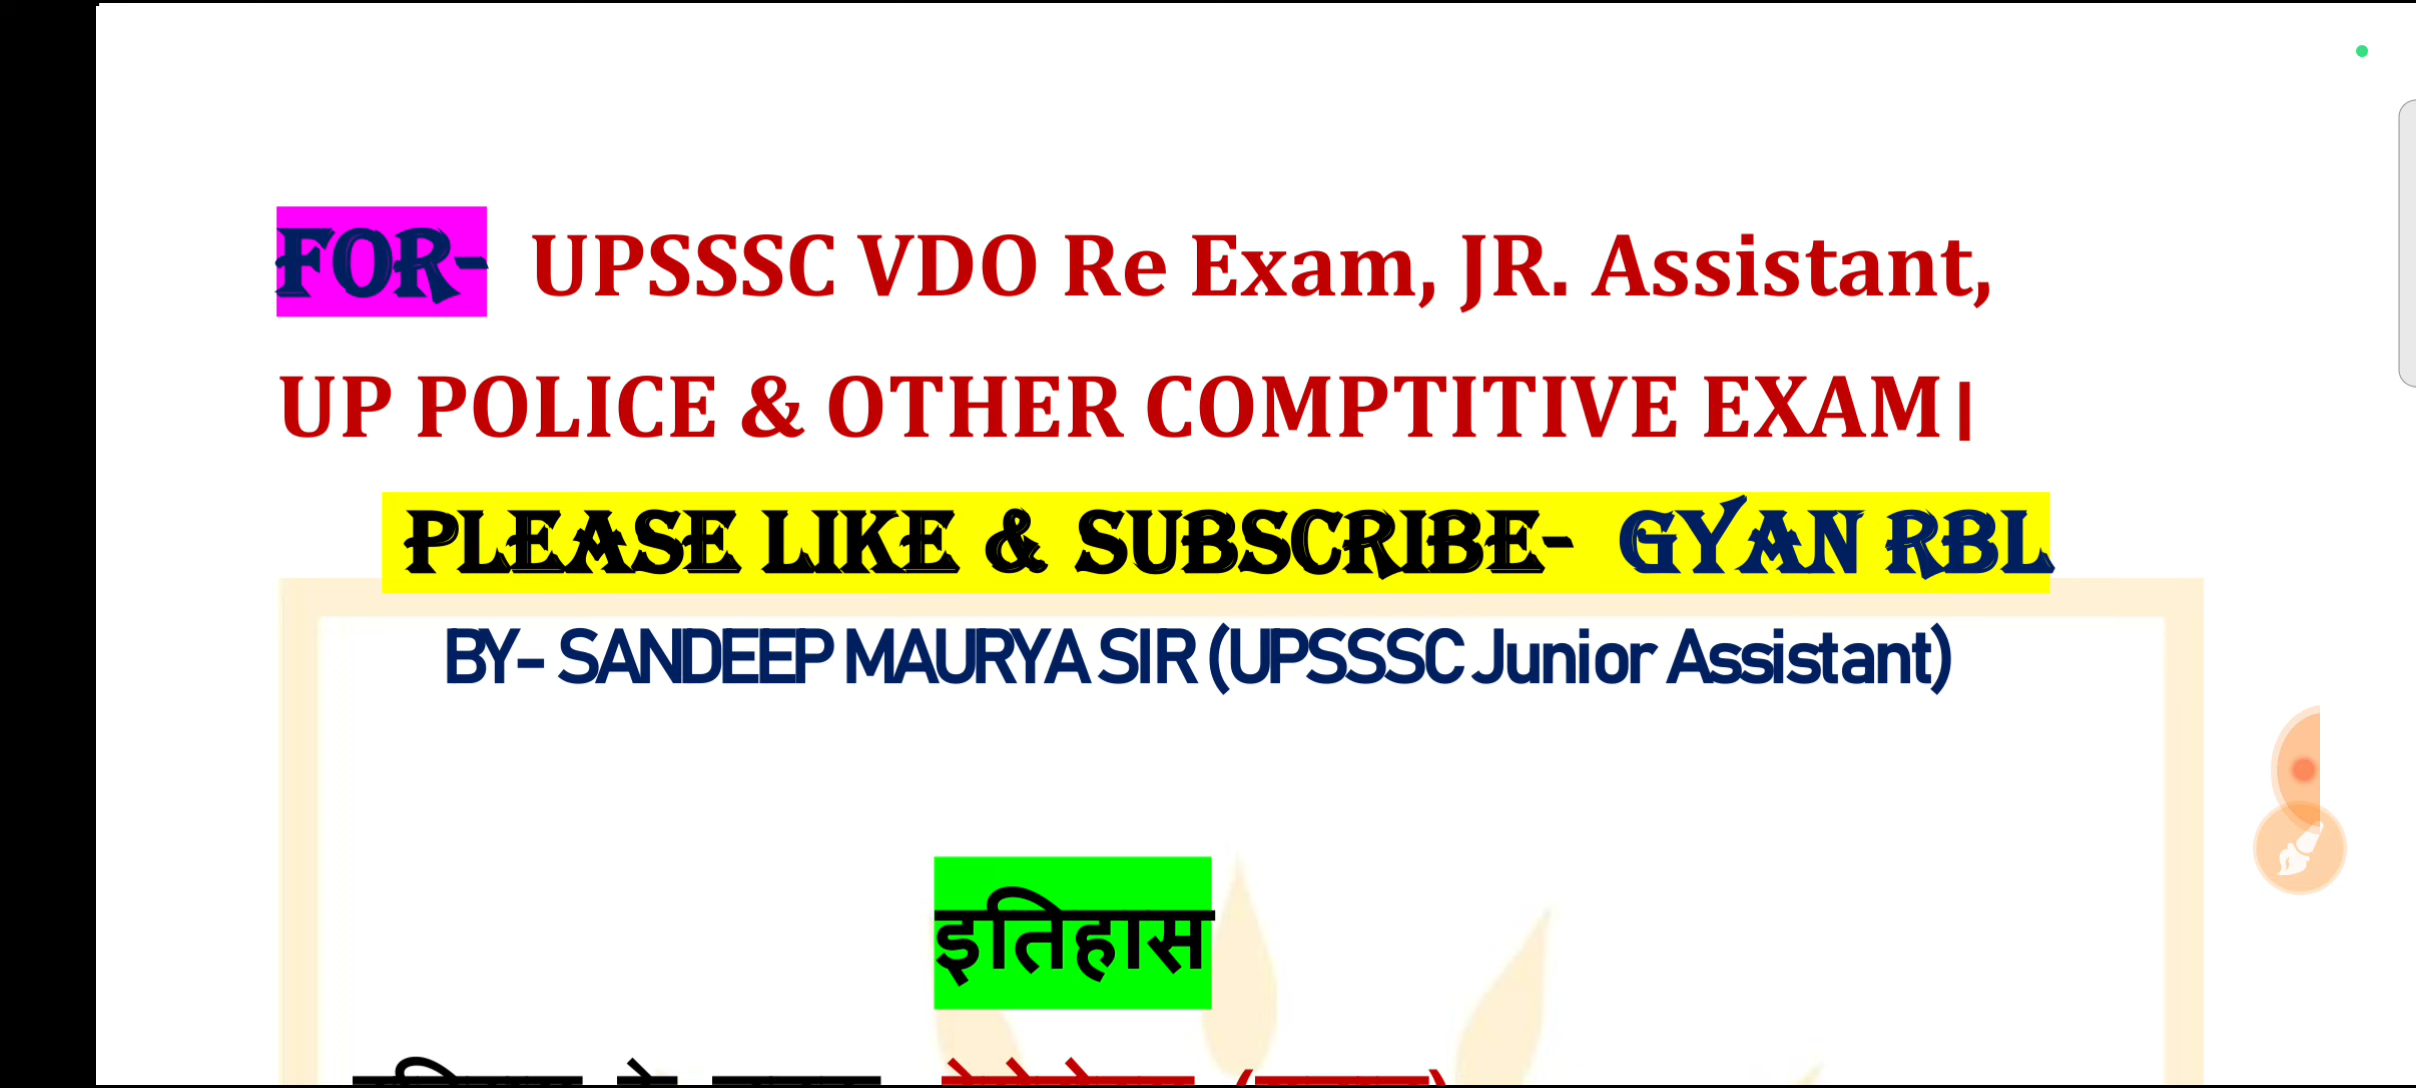 FOR- UPSSSC VDO Re Exam, JR. Assistant,
UP POLICE & OTHER COMPTITIVE EXAM।
PLEASE LIKE & SUBSCRIBE- GYAN RBL
BY- SANDEEP MAURYA SIR (UPSSSC Junior Assistant)
इतिहास